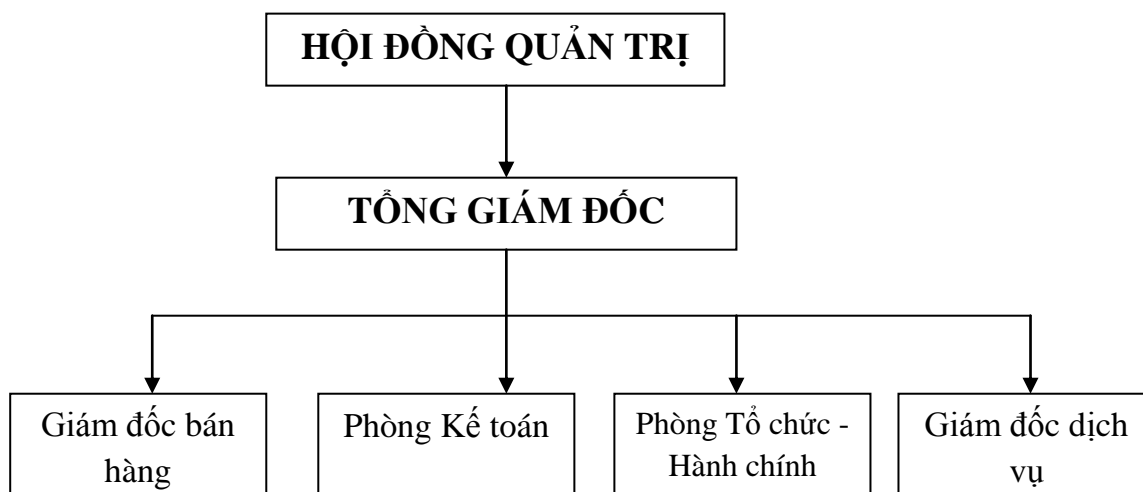 HỘI ĐỒNG QUẢN TRỊ
TỔNG GIÁM ĐỐC
Giám đốc bán
hàng
Phòng Kế toán
Phòng Tổ chức -
Hành chính
Giám đốc dịch
vụ